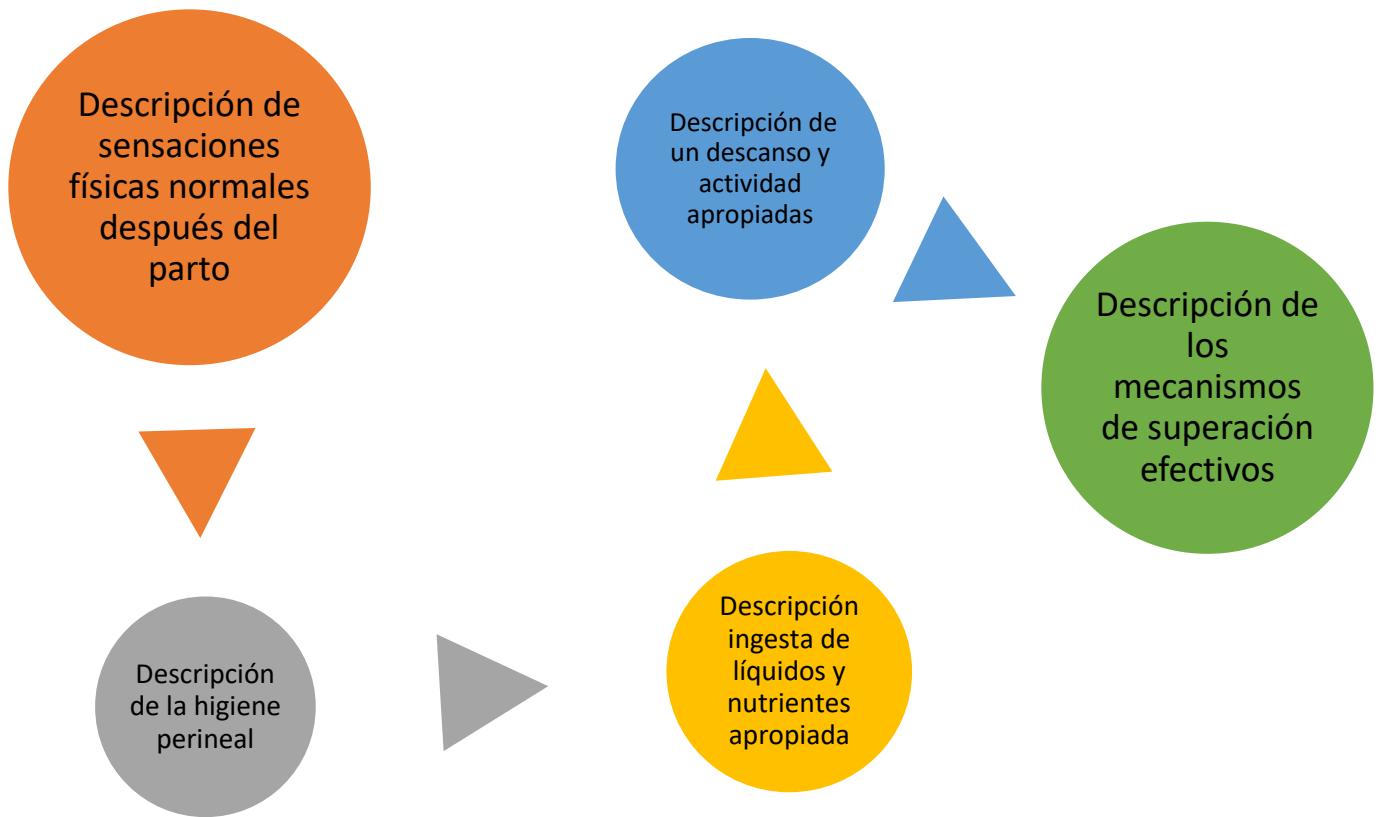 Descripción de
sensaciones
físicas normales
después del
parto
Descripción
de la higiene
perineal
Descripción
ingesta de
líquidos y
nutrientes
apropiada
Descripción de
un descanso y
actividad
apropiadas
Descripción de
los
mecanismos
de superación
efectivos